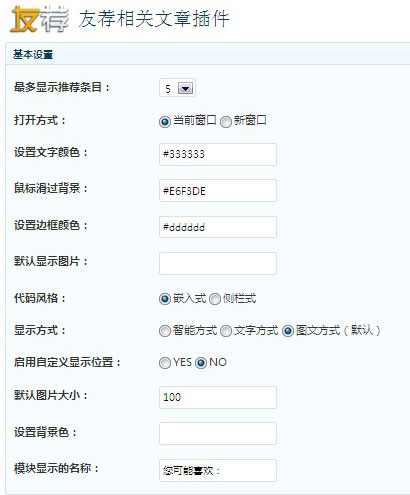 友荐 友荐相关文章插件
基本设置
最多显示推荐条目： 5
打开方式： 当前窗口 新窗口
设置文字颜色： #333333
鼠标滑过背景： #E6F3DE
设置边框颜色： #dddddd
默认显示图片：
代码风格： 嵌入式 侧栏式
显示方式： 智能方式 文字方式 图文方式（默认）
启用自定义显示位置： YES NO
默认图片大小： 100
设置背景色：
模块显示的名称： 您可能喜欢：